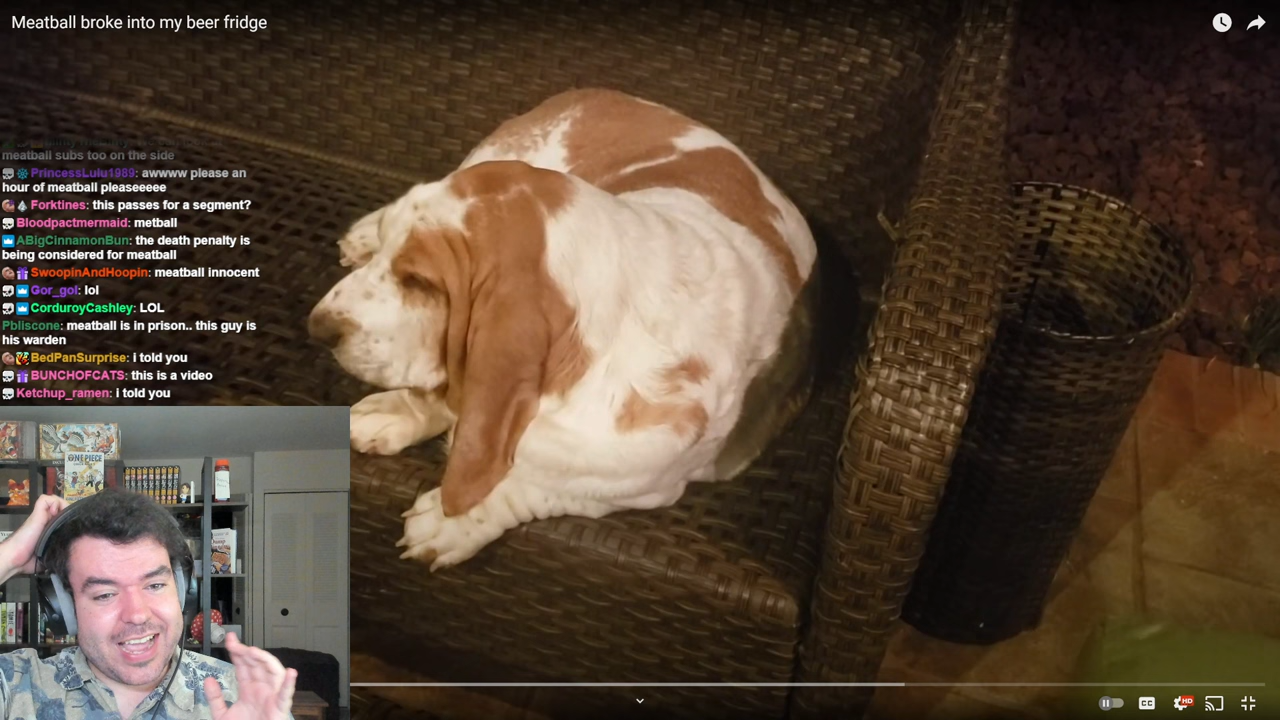 Meatball broke into my beer fridge
meatball subs too on the side
PrincessLulu1989: awwww please an
hour of meatball pleaseeeee
Forktines: this passes for a segment?
Bloodpactmermaid: metball
ABigCinnamonBun: the death penalty is
being considered for meatball
SwoopinAndHoopin: meatball innocent
Gor_gol: lol
CorduroyCashley: LOL
Pbliscone: meatball is in prison.. this guy is
his warden
BedPanSurprise: i told you
BUNCHOFCATS: this is a video
Ketchup_ramen: i told you
ONE PIECE
CC
HD